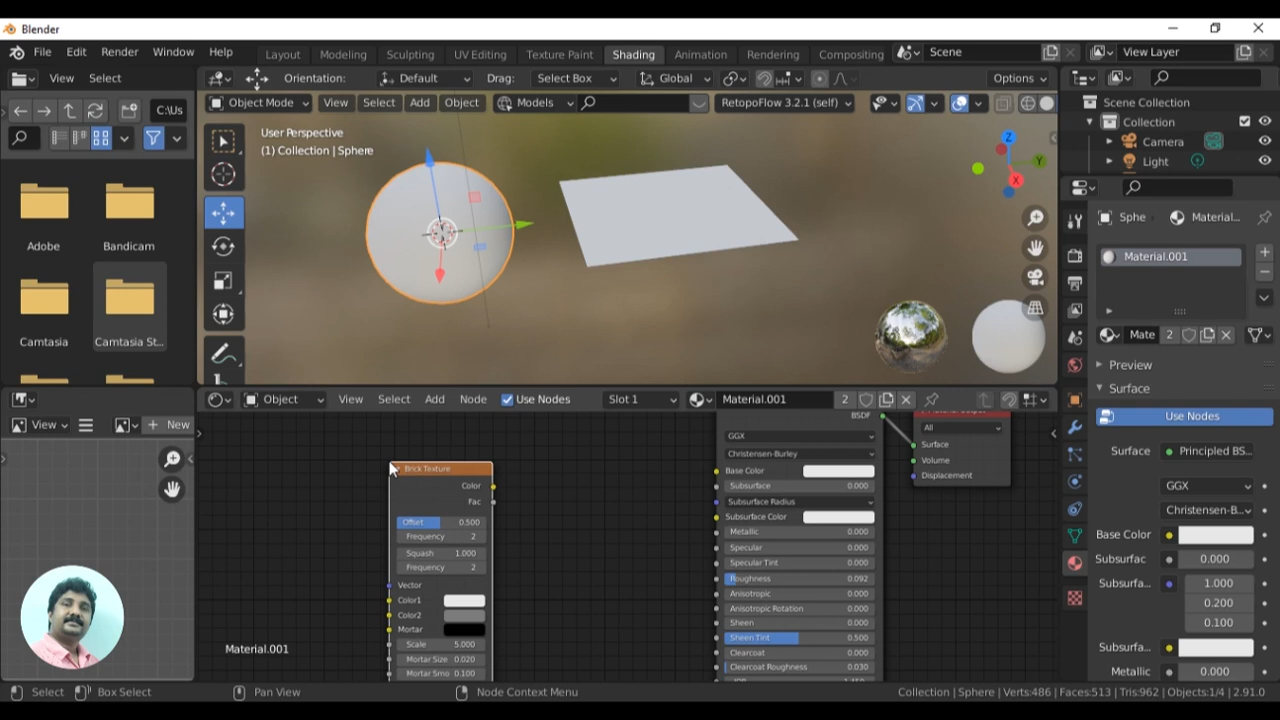 Blender
File Edit Render Window Help
Layout Modeling Sculpting UV Editing Texture Paint Shading Animation Rendering Compositing
Scene
View Layer
View Select
Orientation: Default Drag: Select Box Global Options
C:\Us
Object Mode View Select Add Object Models RetopoFlow 3.2.1 (self)
Scene Collection
Collection
Camera
Light
User Perspective
(1) Collection | Sphere
Z
Y
X
Adobe
Bandicam
Camtasia
Camtasia St...
Sphe Material...
Material.001
Mate 2
Preview
Surface
Use Nodes
Surface Principled BS...
GGX
Christensen-B...
Base Color
Subsurfac 0.000
Subsurfa... 1.000
0.200
0.100
Subsurfa...
Metallic 0.000
View New
Object View Select Add Node Use Nodes Slot 1 Material.001 2
Brick Texture
Color
Fac
Offset 0.500
Frequency 2
Squash 1.000
Frequency 2
Vector
Color1
Color2
Mortar
Scale 5.000
Mortar Size 0.020
Mortar Smo 0.100
BSDF
GGX
Christensen-Burley
Base Color
Subsurface 0.000
Subsurface Radius
Subsurface Color
Metallic 0.000
Specular 0.000
Specular Tint 0.000
Roughness 0.092
Anisotropic 0.000
Anisotropic Rotation 0.000
Sheen 0.000
Sheen Tint 0.500
Clearcoat 0.000
Clearcoat Roughness 0.030
All
Surface
Volume
Displacement
Material.001
Select Box Select Pan View Node Context Menu Collection | Sphere | Verts:486 | Faces:513 | Tris:962 | Objects:1/4 | 2.91.0